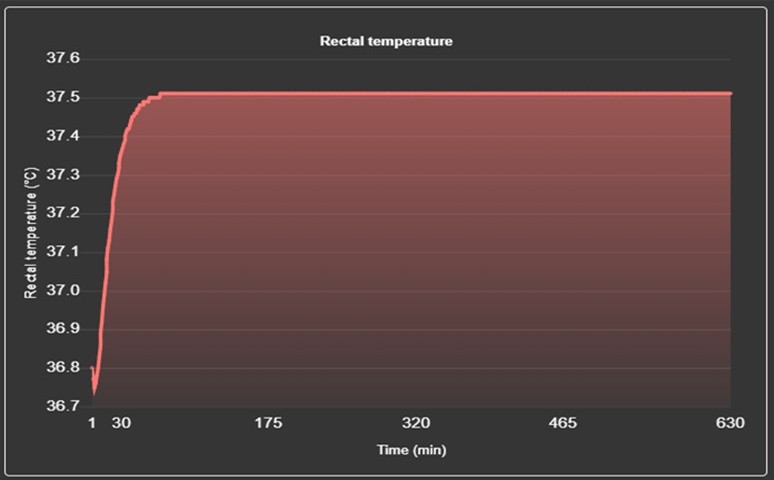 Rectal temperature
37.6
37.5
37.4
37.3
37.2
37.1
37.0
36.9
36.8
36.7
Rectal temperature (°C)
1 30 175 320 465 630
Time (min)